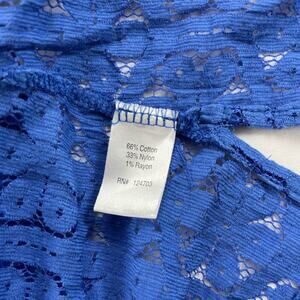 66% Cotton
33% Nylon
1% Rayon
RN# 124703